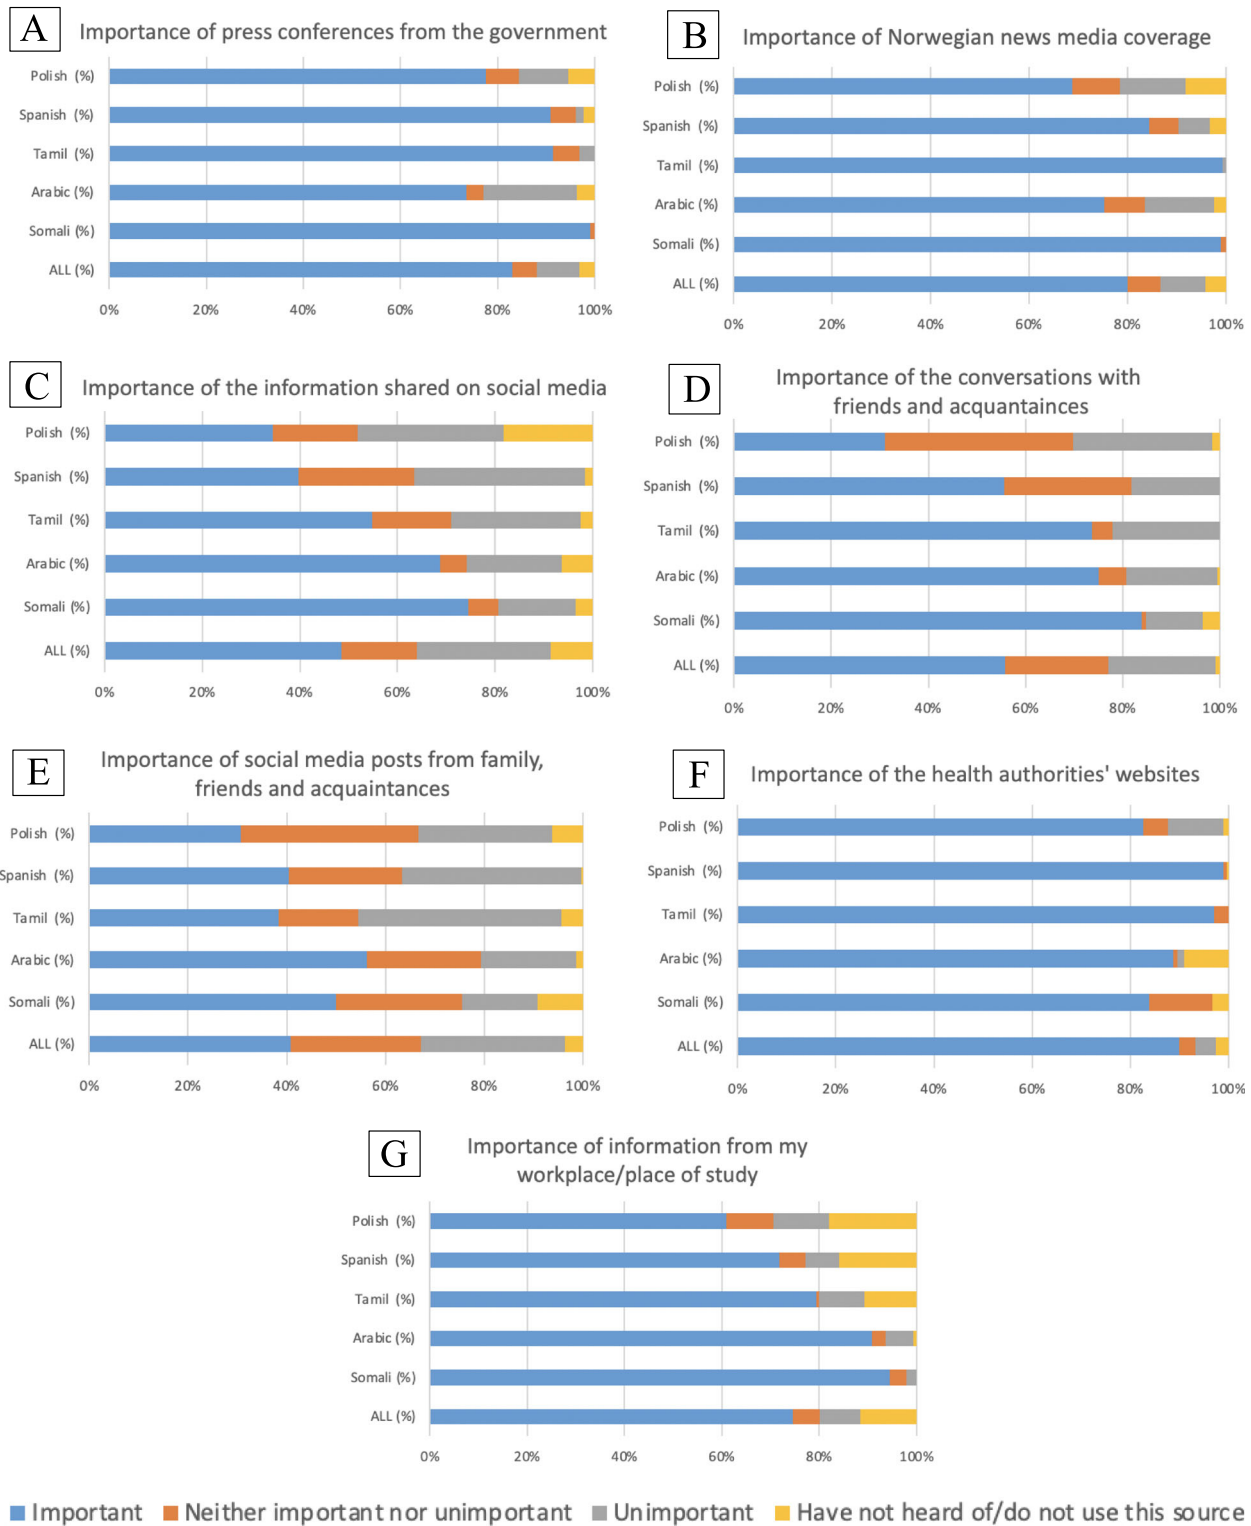 A
Importance of press conferences from the government
Polish (%)
Spanish (%)
Tamil (%)
Arabic (%)
Somali (%)
ALL (%)
0% 20% 40% 60% 80% 100%
B
Importance of Norwegian news media coverage
Polish (%)
Spanish (%)
Tamil (%)
Arabic (%)
Somali (%)
ALL (%)
0% 20% 40% 60% 80% 100%
C
Importance of the information shared on social media
Polish (%)
Spanish (%)
Tamil (%)
Arabic (%)
Somali (%)
ALL (%)
0% 20% 40% 60% 80% 100%
D
Importance of the conversations with
friends and acquantainces
Polish (%)
Spanish (%)
Tamil (%)
Arabic (%)
Somali (%)
ALL (%)
0% 20% 40% 60% 80% 100%
E
Importance of social media posts from family,
friends and acquaintances
Polish (%)
Spanish (%)
Tamil (%)
Arabic (%)
Somali (%)
ALL (%)
0% 20% 40% 60% 80% 100%
F
Importance of the health authorities' websites
Polish (%)
Spanish (%)
Tamil (%)
Arabic (%)
Somali (%)
ALL (%)
0% 20% 40% 60% 80% 100%
G
Importance of information from my
workplace/place of study
Polish (%)
Spanish (%)
Tamil (%)
Arabic (%)
Somali (%)
ALL (%)
0% 20% 40% 60% 80% 100%
Important Neither important nor unimportant Unimportant Have not heard of/do not use this source